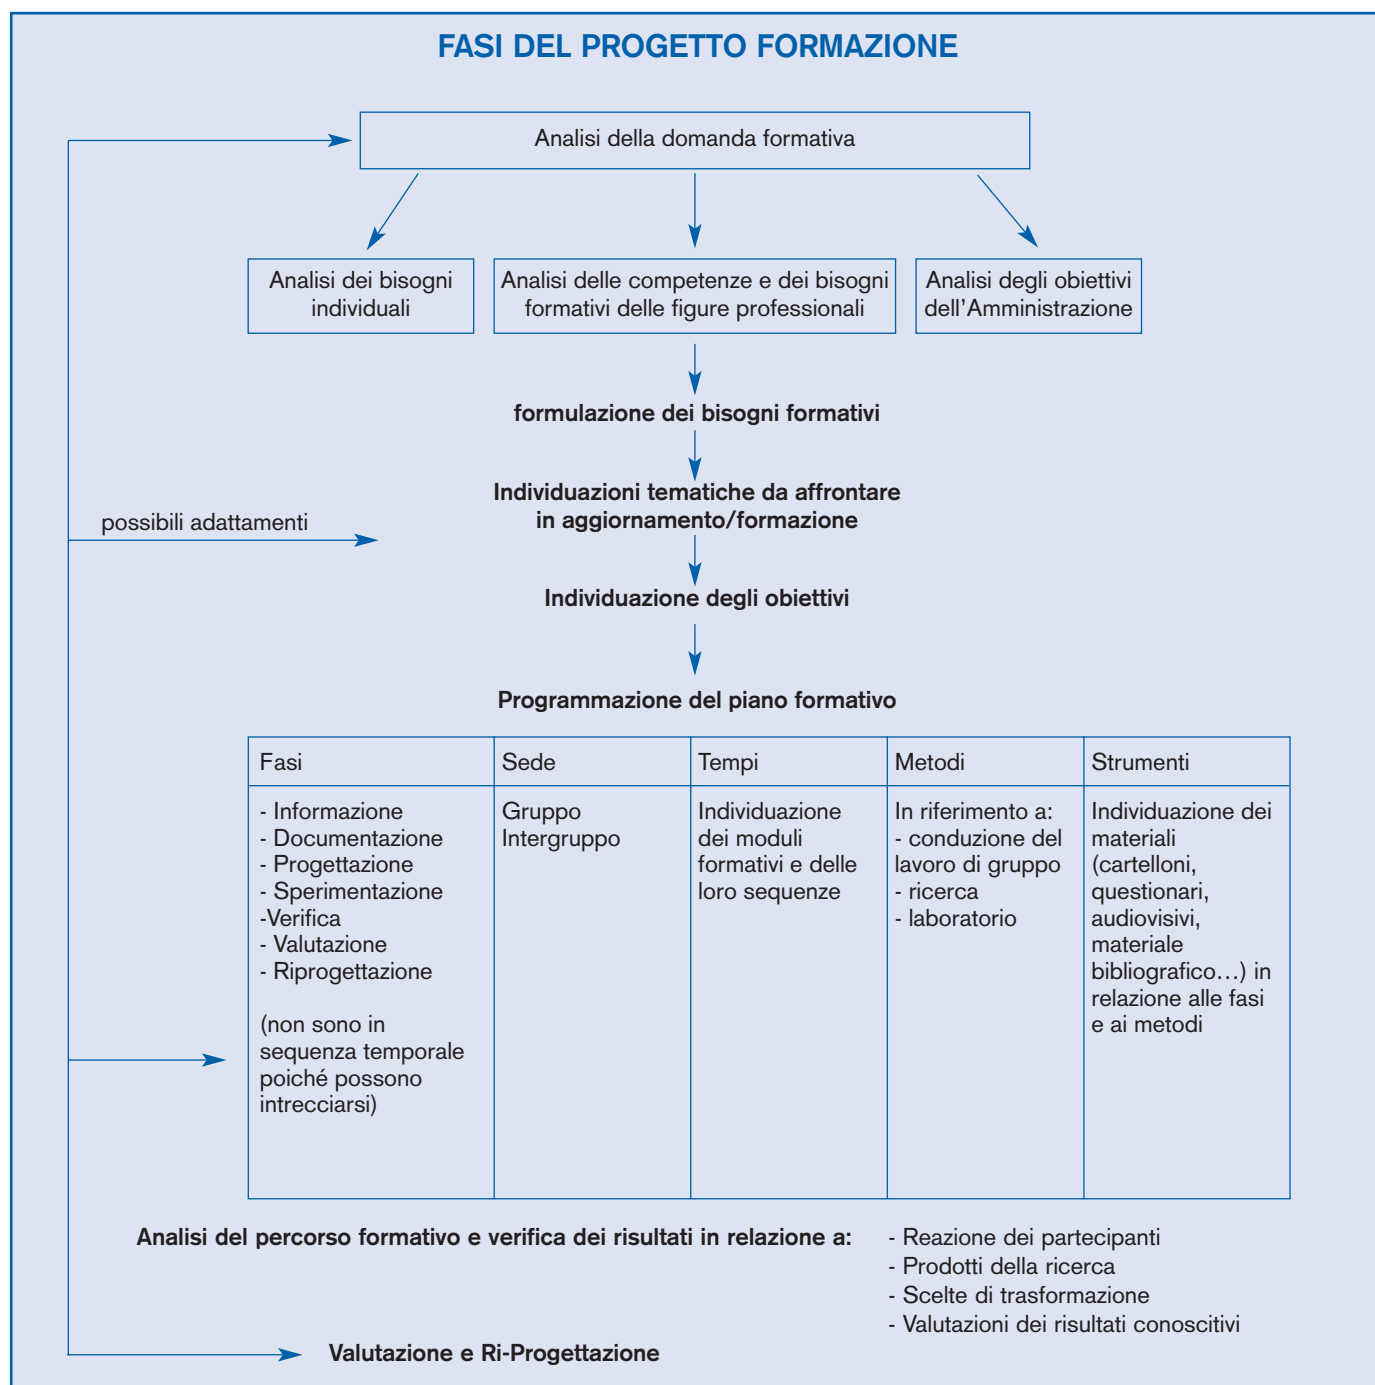 FASI DEL PROGETTO FORMAZIONE
Analisi della domanda formativa
Analisi dei bisogni
individuali
Analisi delle competenze e dei bisogni
formativi delle figure professionali
Analisi degli obiettivi
dell’Amministrazione
formulazione dei bisogni formativi
Individuazioni tematiche da affrontare
in aggiornamento/formazione
possibili adattamenti
Individuazione degli obiettivi
Programmazione del piano formativo
Fasi
- Informazione
- Documentazione
- Progettazione
- Sperimentazione
-Verifica
- Valutazione
- Riprogettazione
(non sono in
sequenza temporale
poiché possono
intrecciarsi)
Sede
Gruppo
Intergruppo
Tempi
Individuazione
dei moduli
formativi e delle
loro sequenze
Metodi
In riferimento a:
- conduzione del
lavoro di gruppo
- ricerca
- laboratorio
Strumenti
Individuazione dei
materiali
(cartelloni,
questionari,
audiovisivi,
materiale
bibliografico…) in
relazione alle fasi
e ai metodi
Analisi del percorso formativo e verifica dei risultati in relazione a:
- Reazione dei partecipanti
- Prodotti della ricerca
- Scelte di trasformazione
- Valutazioni dei risultati conoscitivi
Valutazione e Ri-Progettazione